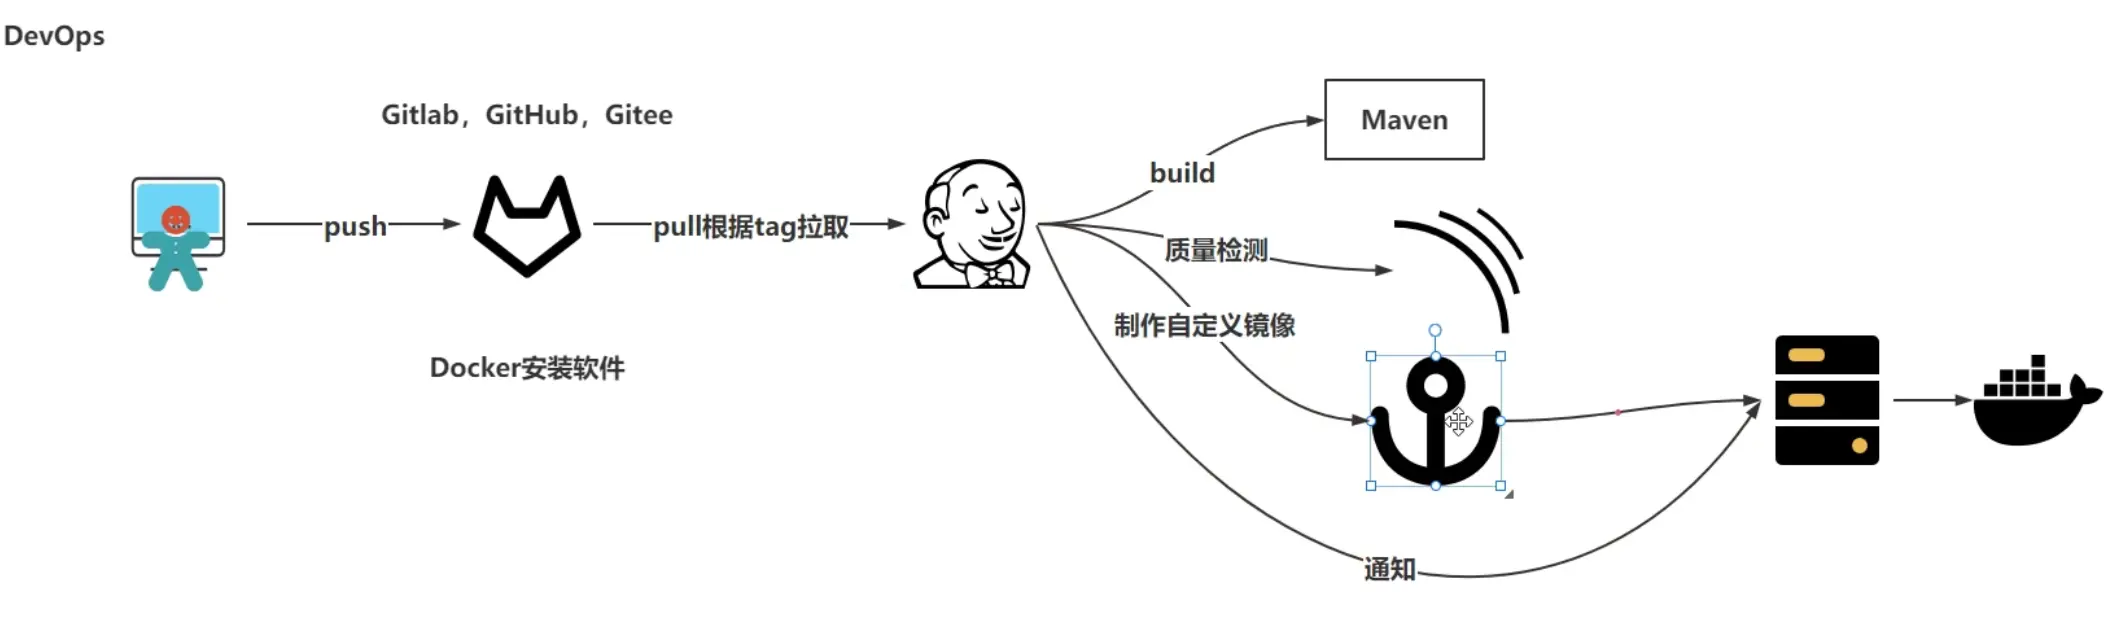 DevOps
Gitlab，GitHub，Gitee
Maven
build
push
pull根据tag拉取
质量检测
制作自定义镜像
Docker安装软件
通知